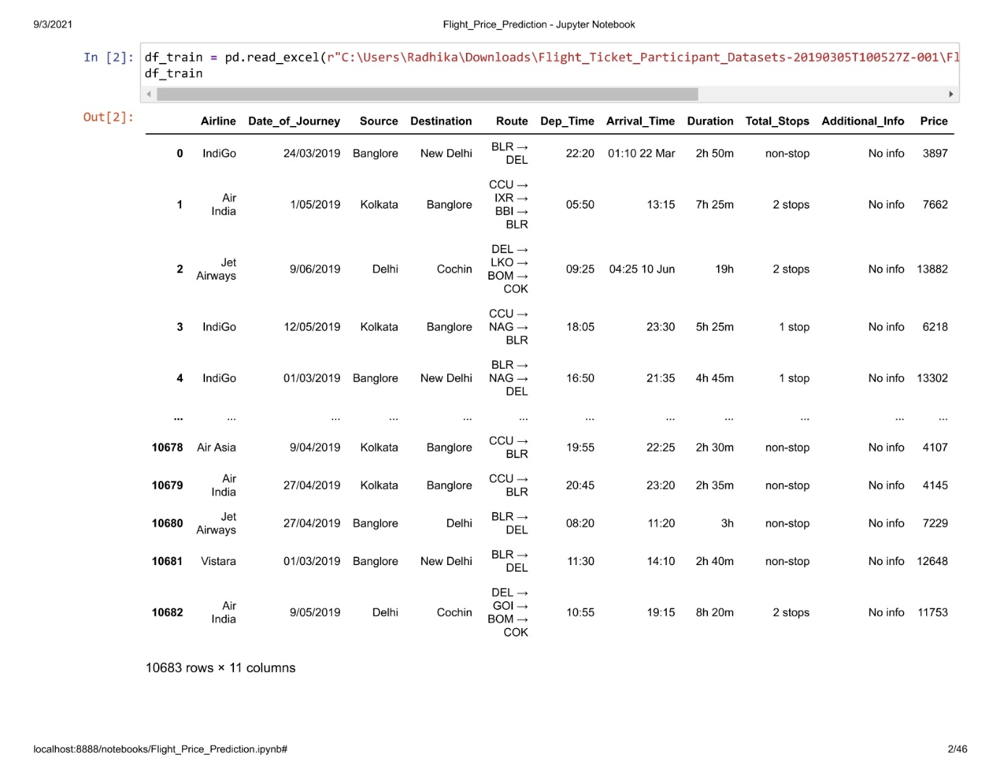 9/3/2021 Flight_Price_Prediction - Jupyter Notebook
In [2]: df_train = pd.read_excel(r"C:\Users\Radhika\Downloads\Flight_Ticket_Participant_Datasets-20190305T100527Z-001\Fl
df_train
Out[2]:
Airline Date_of_Journey Source Destination Route Dep_Time Arrival_Time Duration Total_Stops Additional_Info Price
0 IndiGo 24/03/2019 Banglore New Delhi BLR → DEL 22:20 01:10 22 Mar 2h 50m non-stop No info 3897
1 Air India 1/05/2019 Kolkata Banglore CCU → IXR → BBI → BLR 05:50 13:15 7h 25m 2 stops No info 7662
2 Jet Airways 9/06/2019 Delhi Cochin DEL → LKO → BOM → COK 09:25 04:25 10 Jun 19h 2 stops No info 13882
3 IndiGo 12/05/2019 Kolkata Banglore CCU → NAG → BLR 18:05 23:30 5h 25m 1 stop No info 6218
4 IndiGo 01/03/2019 Banglore New Delhi BLR → NAG → DEL 16:50 21:35 4h 45m 1 stop No info 13302
... ... ... ... ... ... ... ... ... ... ... ...
10678 Air Asia 9/04/2019 Kolkata Banglore CCU → BLR 19:55 22:25 2h 30m non-stop No info 4107
10679 Air India 27/04/2019 Kolkata Banglore CCU → BLR 20:45 23:20 2h 35m non-stop No info 4145
10680 Jet Airways 27/04/2019 Banglore Delhi BLR → DEL 08:20 11:20 3h non-stop No info 7229
10681 Vistara 01/03/2019 Banglore New Delhi BLR → DEL 11:30 14:10 2h 40m non-stop No info 12648
10682 Air India 9/05/2019 Delhi Cochin DEL → GOI → BOM → COK 10:55 19:15 8h 20m 2 stops No info 11753
10683 rows × 11 columns
localhost:8888/notebooks/Flight_Price_Prediction.ipynb# 2/46